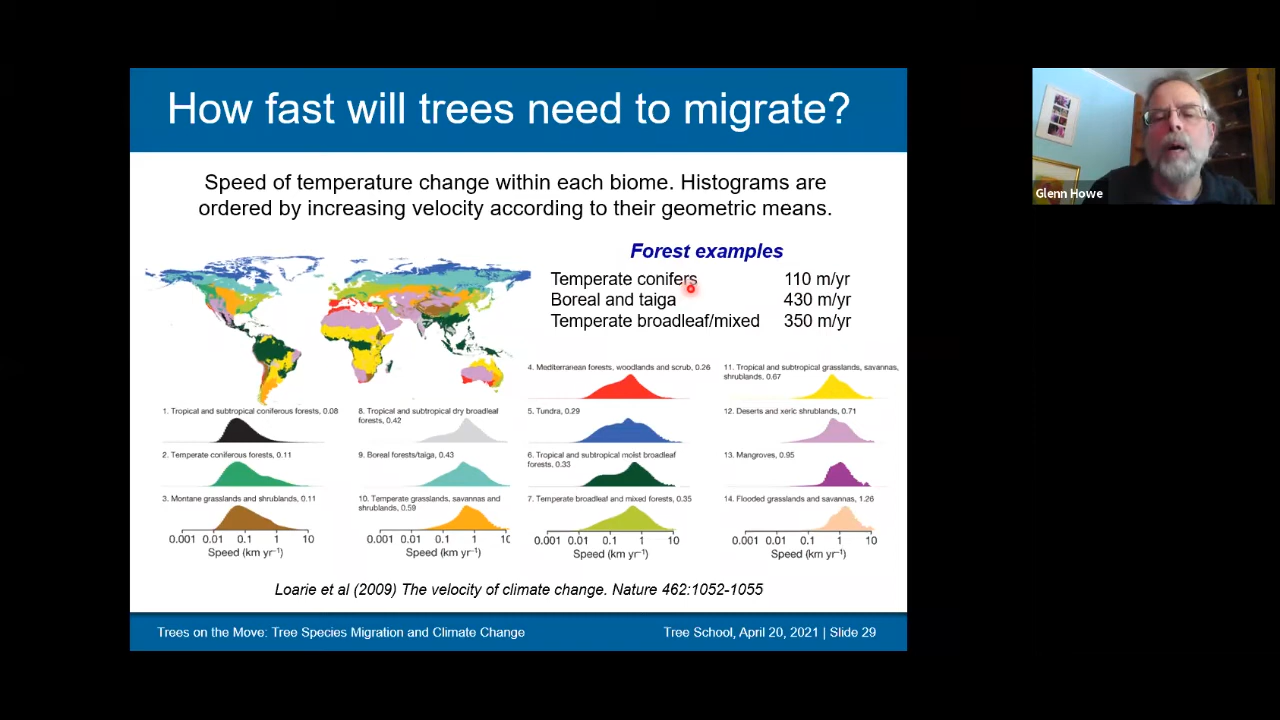 How fast will trees need to migrate?
Speed of temperature change within each biome. Histograms are
ordered by increasing velocity according to their geometric means.
Forest examples
Temperate conifers 110 m/yr
Boreal and taiga 430 m/yr
Temperate broadleaf/mixed 350 m/yr
1. Tropical and subtropical coniferous forests, 0.08
2. Temperate coniferous forests, 0.11
3. Montane grasslands and shrublands, 0.11
0.001 0.01 0.1 1 10
Speed (km yr⁻¹)
8. Tropical and subtropical dry broadleaf
forests, 0.42
9. Boreal forests/taiga, 0.43
10. Temperate grasslands, savannas and
shrublands, 0.59
0.001 0.01 0.1 1 10
Speed (km yr⁻¹)
4. Mediterranean forests, woodlands and scrub, 0.26
5. Tundra, 0.29
6. Tropical and subtropical moist broadleaf
forests, 0.33
7. Temperate broadleaf and mixed forests, 0.35
0.001 0.01 0.1 1 10
Speed (km yr⁻¹)
11. Tropical and subtropical grasslands, savannas,
shrublands, 0.67
12. Deserts and xeric shrublands, 0.71
13. Mangroves, 0.95
14. Flooded grasslands and savannas, 1.26
0.001 0.01 0.1 1 10
Speed (km yr⁻¹)
Loarie et al (2009) The velocity of climate change. Nature 462:1052-1055
Trees on the Move: Tree Species Migration and Climate Change
Tree School, April 20, 2021 | Slide 29
Glenn Howe